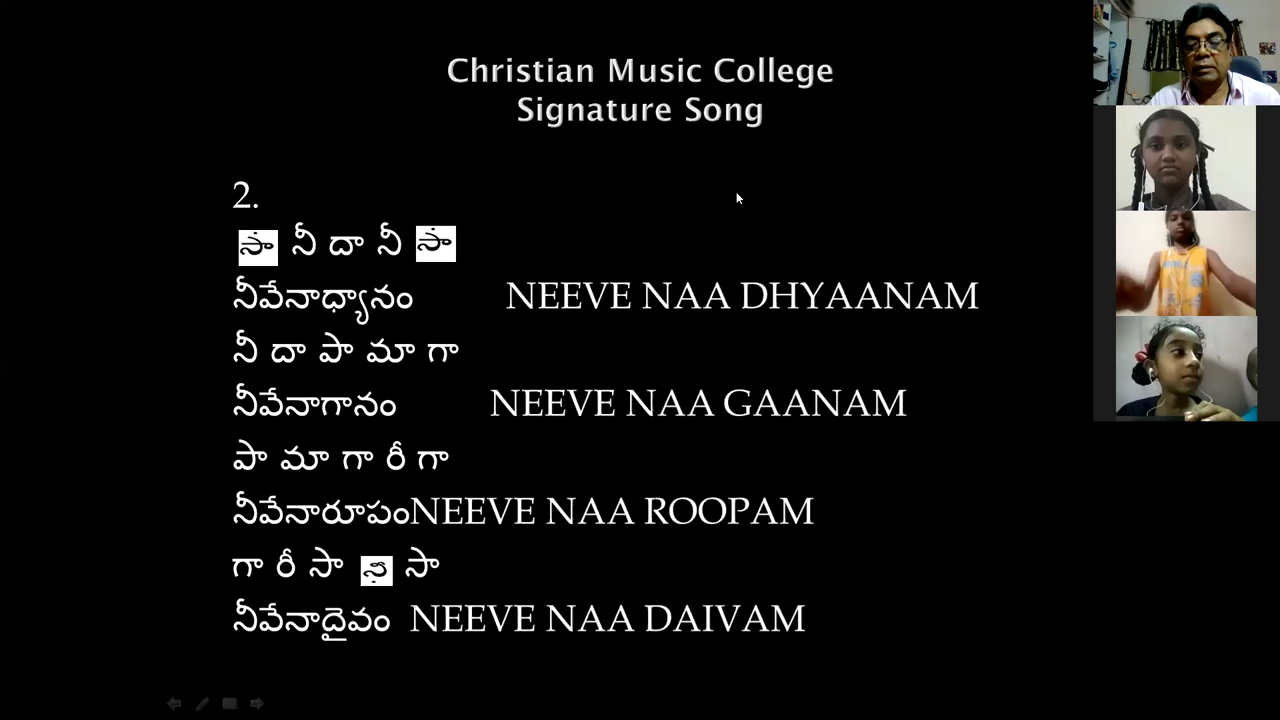 Christian Music College
Signature Song
2.
సా నీ దా నీ సా
నీవేనాధ్యానం NEEVE NAA DHYAANAM
నీ దా పా మా గా
నీవేనాగానం NEEVE NAA GAANAM
పా మా గా రీ గా
నీవేనారూపంNEEVE NAA ROOPAM
గా రీ సా నీ సా
నీవేనాదైవం NEEVE NAA DAIVAM